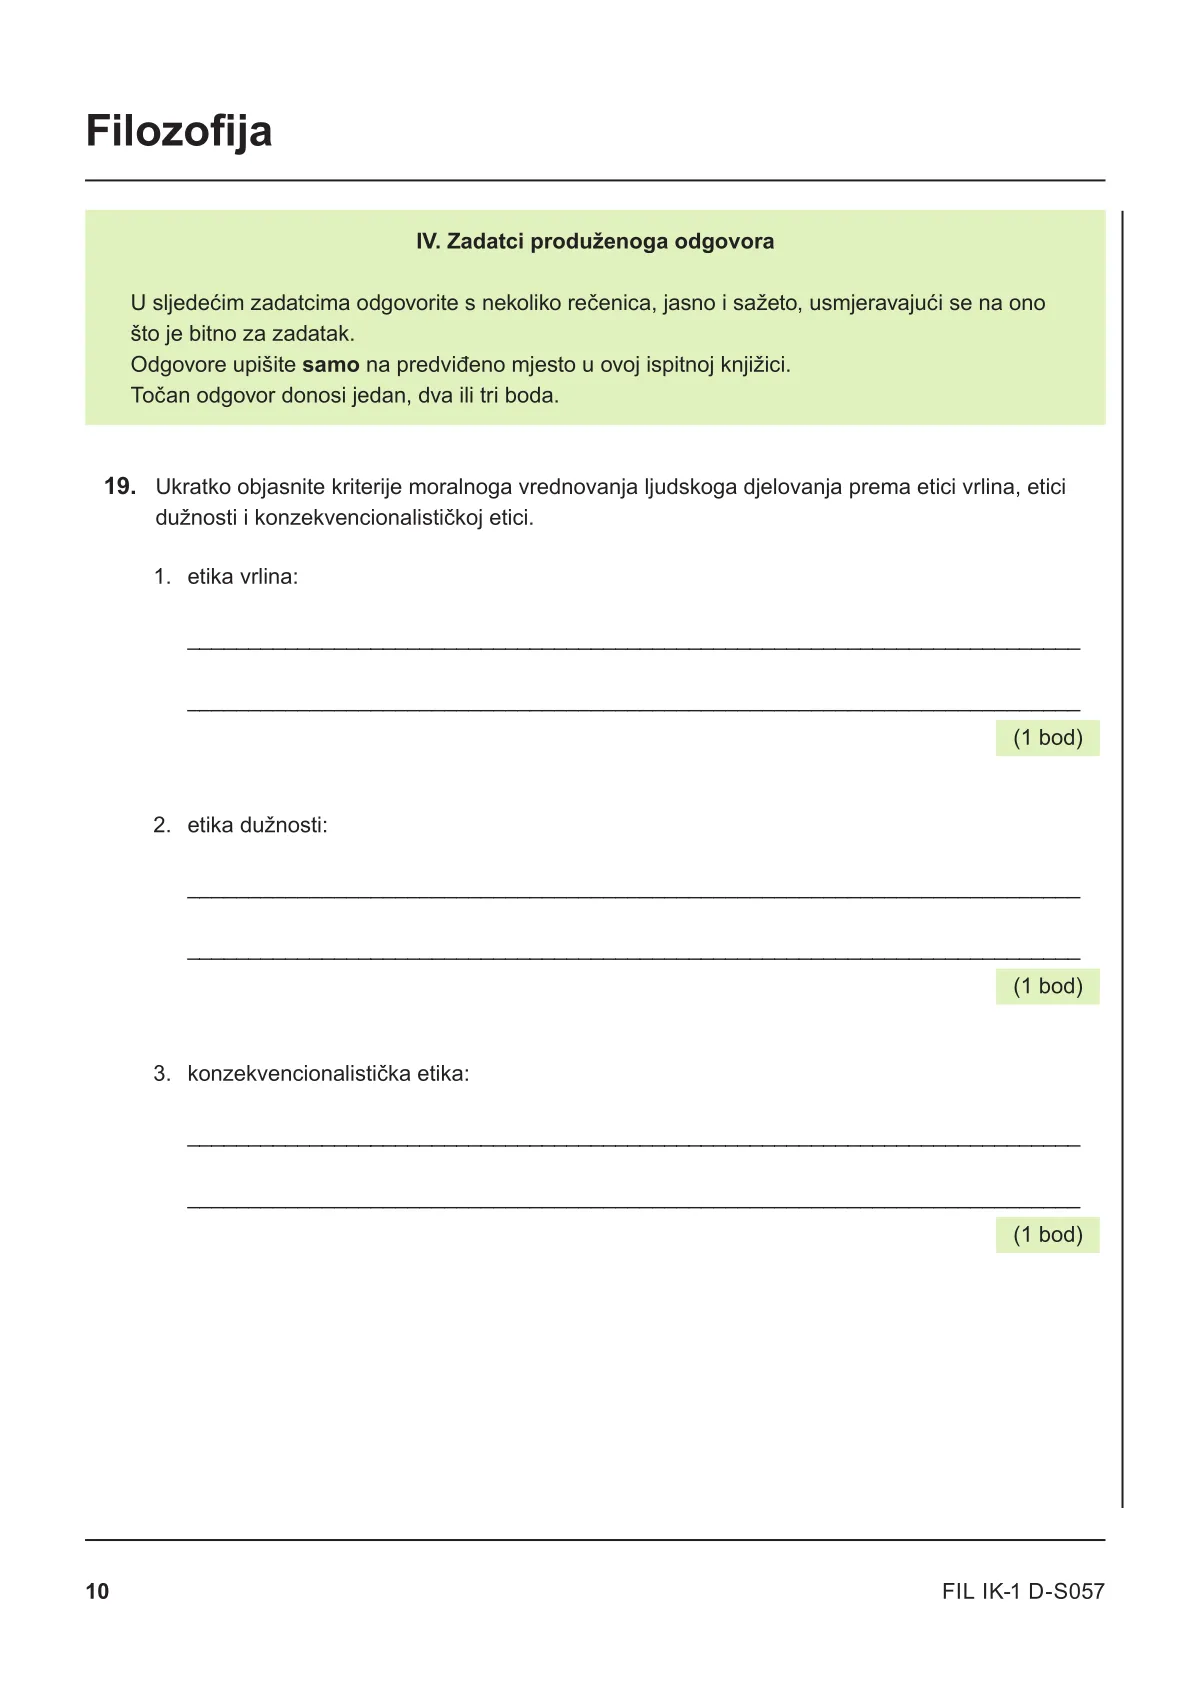 Filozofija
IV. Zadatci produženoga odgovora
U sljedećim zadatcima odgovorite s nekoliko rečenica, jasno i sažeto, usmjeravajući se na ono
što je bitno za zadatak.
Odgovore upišite samo na predviđeno mjesto u ovoj ispitnoj knjižici.
Točan odgovor donosi jedan, dva ili tri boda.
19. Ukratko objasnite kriterije moralnoga vrednovanja ljudskoga djelovanja prema etici vrlina, etici
dužnosti i konzekvencionalističkoj etici.
1. etika vrlina:
(1 bod)
2. etika dužnosti:
(1 bod)
3. konzekvencionalistička etika:
(1 bod)
10
FIL IK-1 D-S057